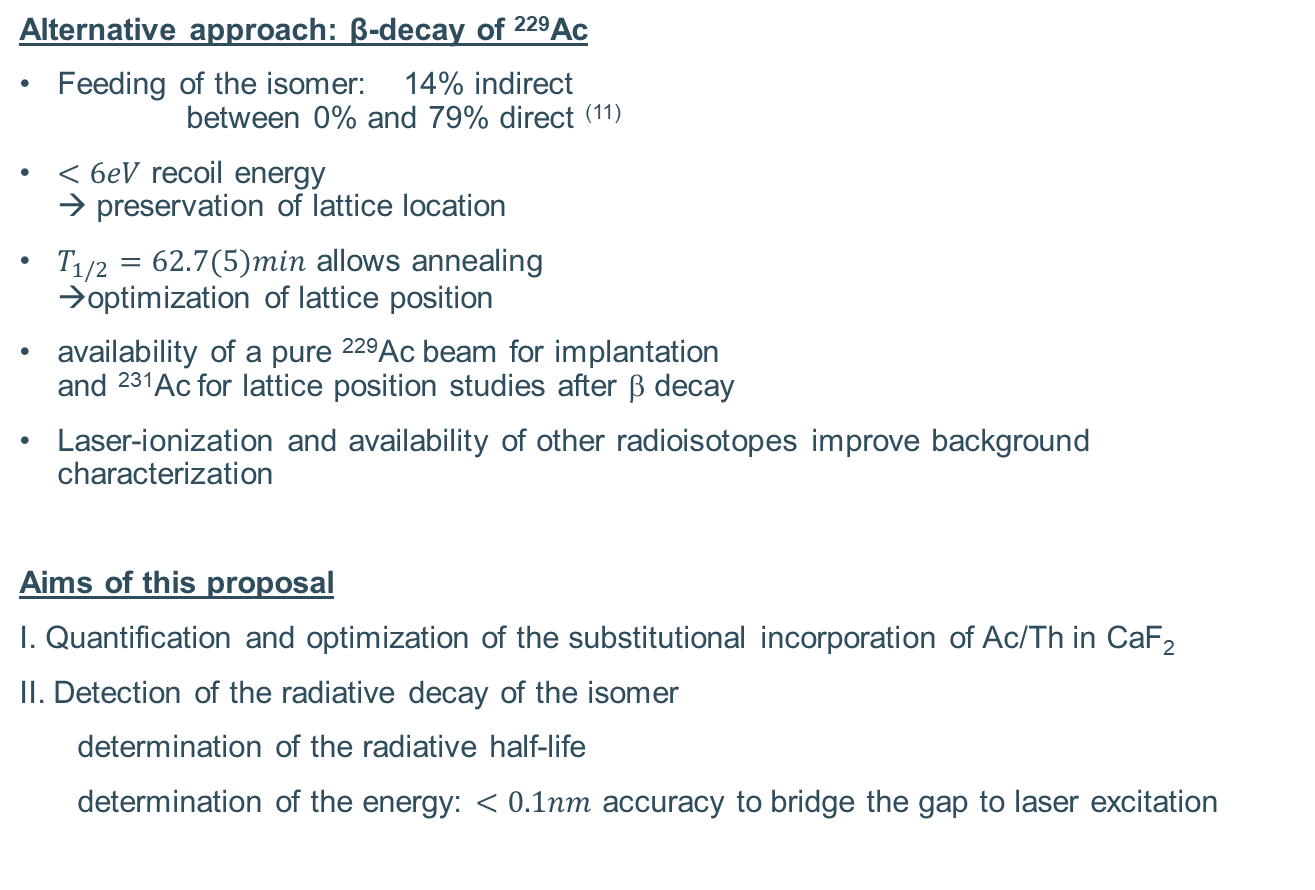 Alternative approach: β-decay of ²²⁹Ac
• Feeding of the isomer: 14% indirect
between 0% and 79% direct ⁽¹¹⁾
• < 6eV recoil energy
→ preservation of lattice location
• T₁/₂ = 62.7(5)min allows annealing
→optimization of lattice position
• availability of a pure ²²⁹Ac beam for implantation
and ²³¹Ac for lattice position studies after β decay
• Laser-ionization and availability of other radioisotopes improve background
characterization
Aims of this proposal
I. Quantification and optimization of the substitutional incorporation of Ac/Th in CaF₂
II. Detection of the radiative decay of the isomer
determination of the radiative half-life
determination of the energy: < 0.1nm accuracy to bridge the gap to laser excitation